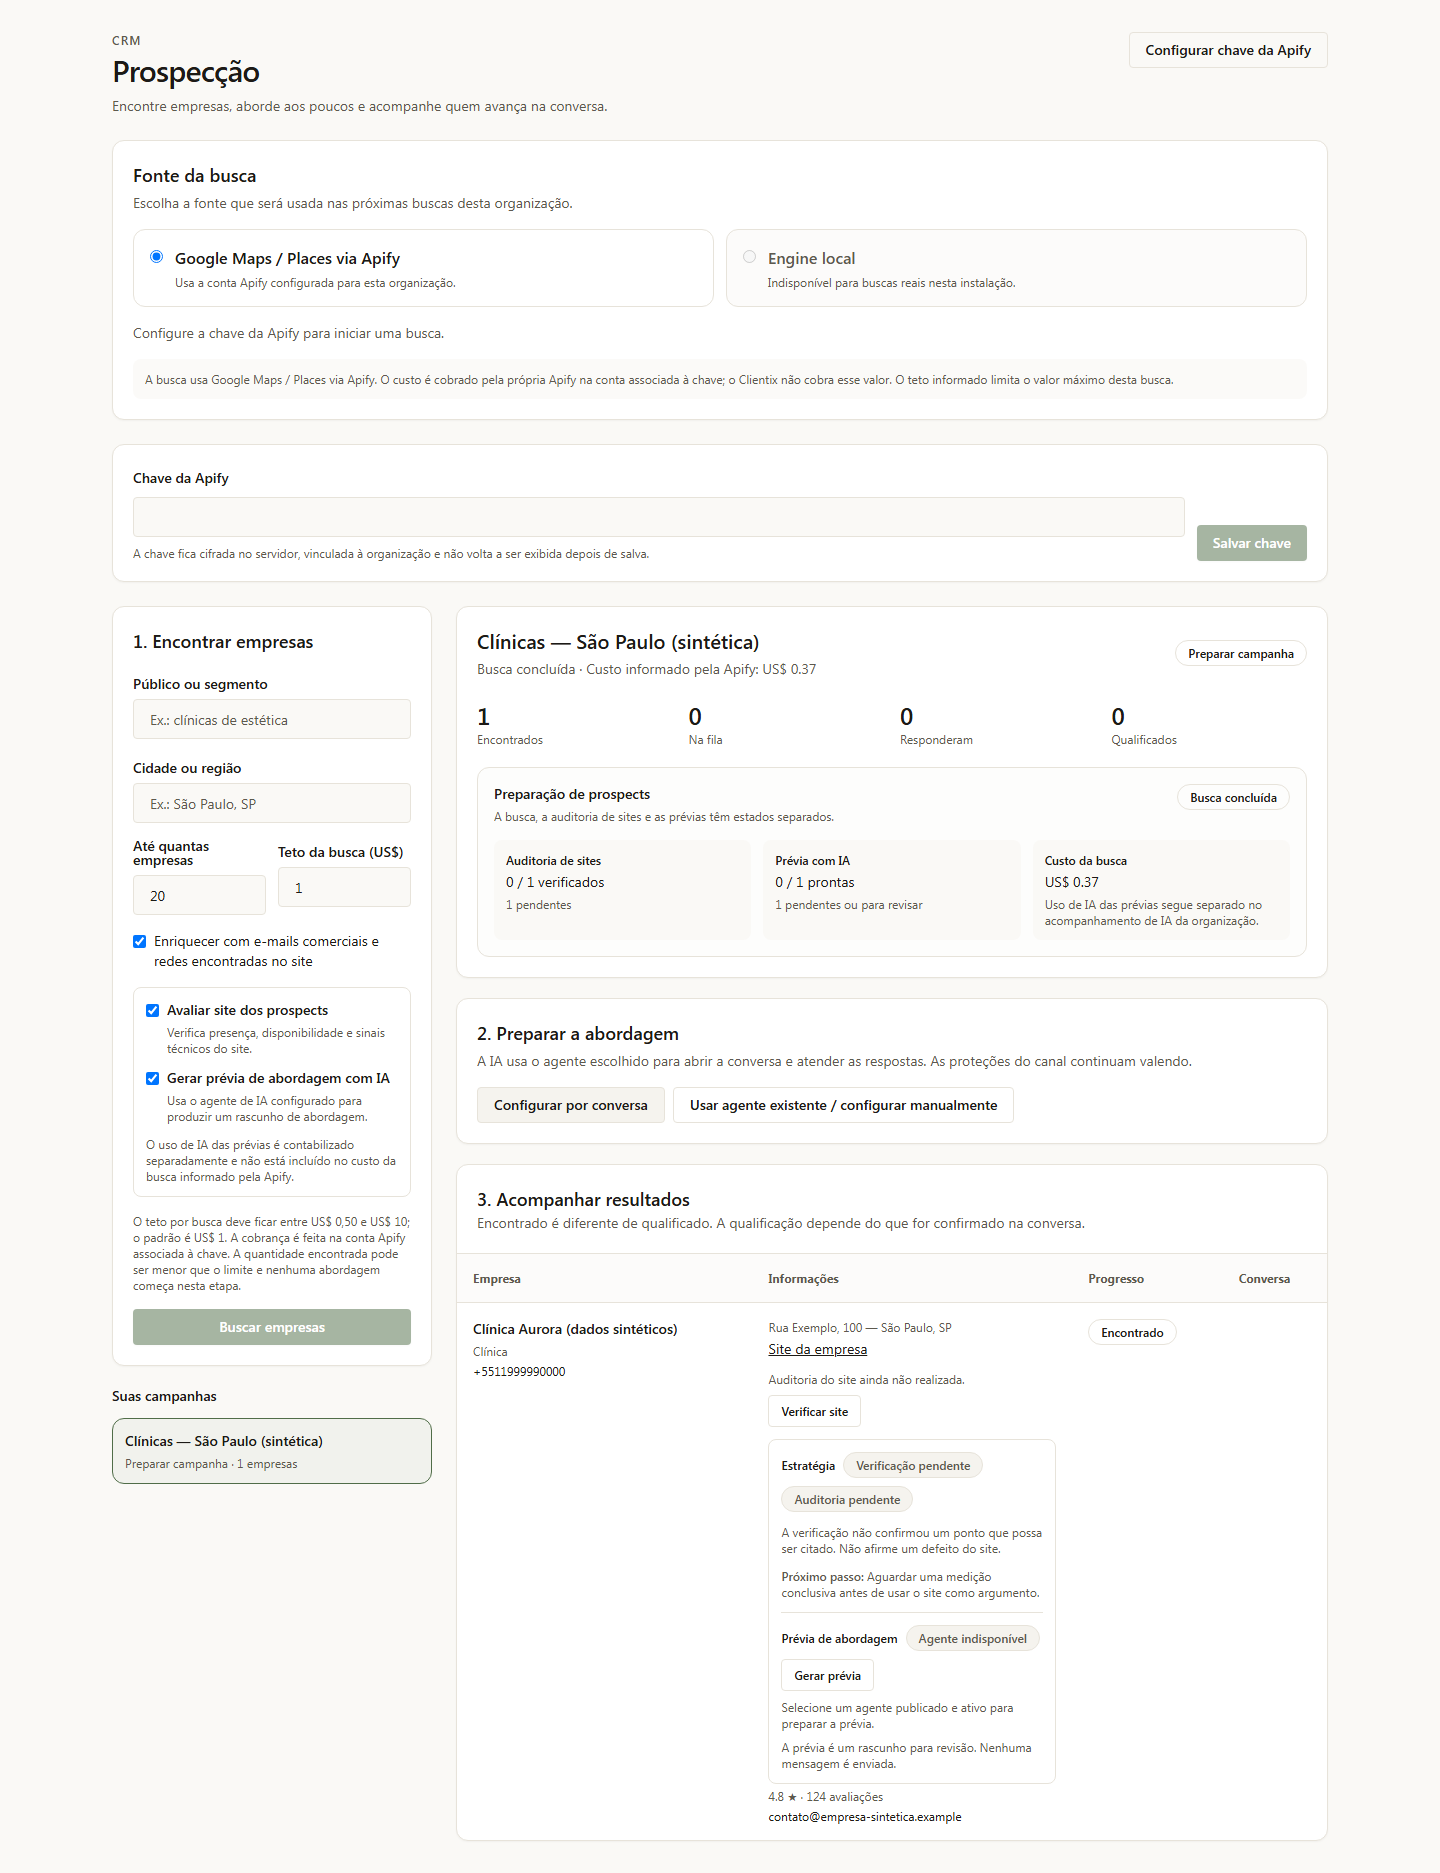 CRM
Prospecção
Encontre empresas, aborde aos poucos e acompanhe quem avança na conversa.
Configurar chave da Apify
Fonte da busca
Escolha a fonte que será usada nas próximas buscas desta organização.
Google Maps / Places via Apify
Usa a conta Apify configurada para esta organização.
Engine local
Indisponível para buscas reais nesta instalação.
Configure a chave da Apify para iniciar uma busca.
A busca usa Google Maps / Places via Apify. O custo é cobrado pela própria Apify na conta associada à chave; o Clientix não cobra esse valor. O teto informado limita o valor máximo desta busca.
Chave da Apify
A chave fica cifrada no servidor, vinculada à organização e não volta a ser exibida depois de salva.
Salvar chave
1. Encontrar empresas
Público ou segmento
Ex.: clínicas de estética
Cidade ou região
Ex.: São Paulo, SP
Até quantas
empresas
20
Teto da busca (US$)
1
Enriquecer com e-mails comerciais e
redes encontradas no site
Avaliar site dos prospects
Verifica presença, disponibilidade e sinais
técnicos do site.
Gerar prévia de abordagem com IA
Usa o agente de IA configurado para
produzir um rascunho de abordagem.
O uso de IA das prévias é contabilizado
separadamente e não está incluído no custo da
busca informado pela Apify.
O teto por busca deve ficar entre US$ 0,50 e US$ 10;
o padrão é US$ 1. A cobrança é feita na conta Apify
associada à chave. A quantidade encontrada pode
ser menor que o limite e nenhuma abordagem
começa nesta etapa.
Buscar empresas
Suas campanhas
Clínicas — São Paulo (sintética)
Preparar campanha · 1 empresas
Clínicas — São Paulo (sintética)
Busca concluída · Custo informado pela Apify: US$ 0.37
Preparar campanha
1
Encontrados
0
Na fila
0
Responderam
0
Qualificados
Preparação de prospects
A busca, a auditoria de sites e as prévias têm estados separados.
Busca concluída
Auditoria de sites
0 / 1 verificados
1 pendentes
Prévia com IA
0 / 1 prontas
1 pendentes ou para revisar
Custo da busca
US$ 0.37
Uso de IA das prévias segue separado no
acompanhamento de IA da organização.
2. Preparar a abordagem
A IA usa o agente escolhido para abrir a conversa e atender as respostas. As proteções do canal continuam valendo.
Configurar por conversa
Usar agente existente / configurar manualmente
3. Acompanhar resultados
Encontrado é diferente de qualificado. A qualificação depende do que for confirmado na conversa.
Empresa
Informações
Progresso
Conversa
Clínica Aurora (dados sintéticos)
Clínica
+5511999990000
Rua Exemplo, 100 — São Paulo, SP
Site da empresa
Auditoria do site ainda não realizada.
Verificar site
Estratégia
Verificação pendente
Auditoria pendente
A verificação não confirmou um ponto que possa
ser citado. Não afirme um defeito do site.
Próximo passo: Aguardar uma medição
conclusiva antes de usar o site como argumento.
Prévia de abordagem
Agente indisponível
Gerar prévia
Selecione um agente publicado e ativo para
preparar a prévia.
A prévia é um rascunho para revisão. Nenhuma
mensagem é enviada.
4.8 ★ · 124 avaliações
contato@empresa-sintetica.example
Encontrado